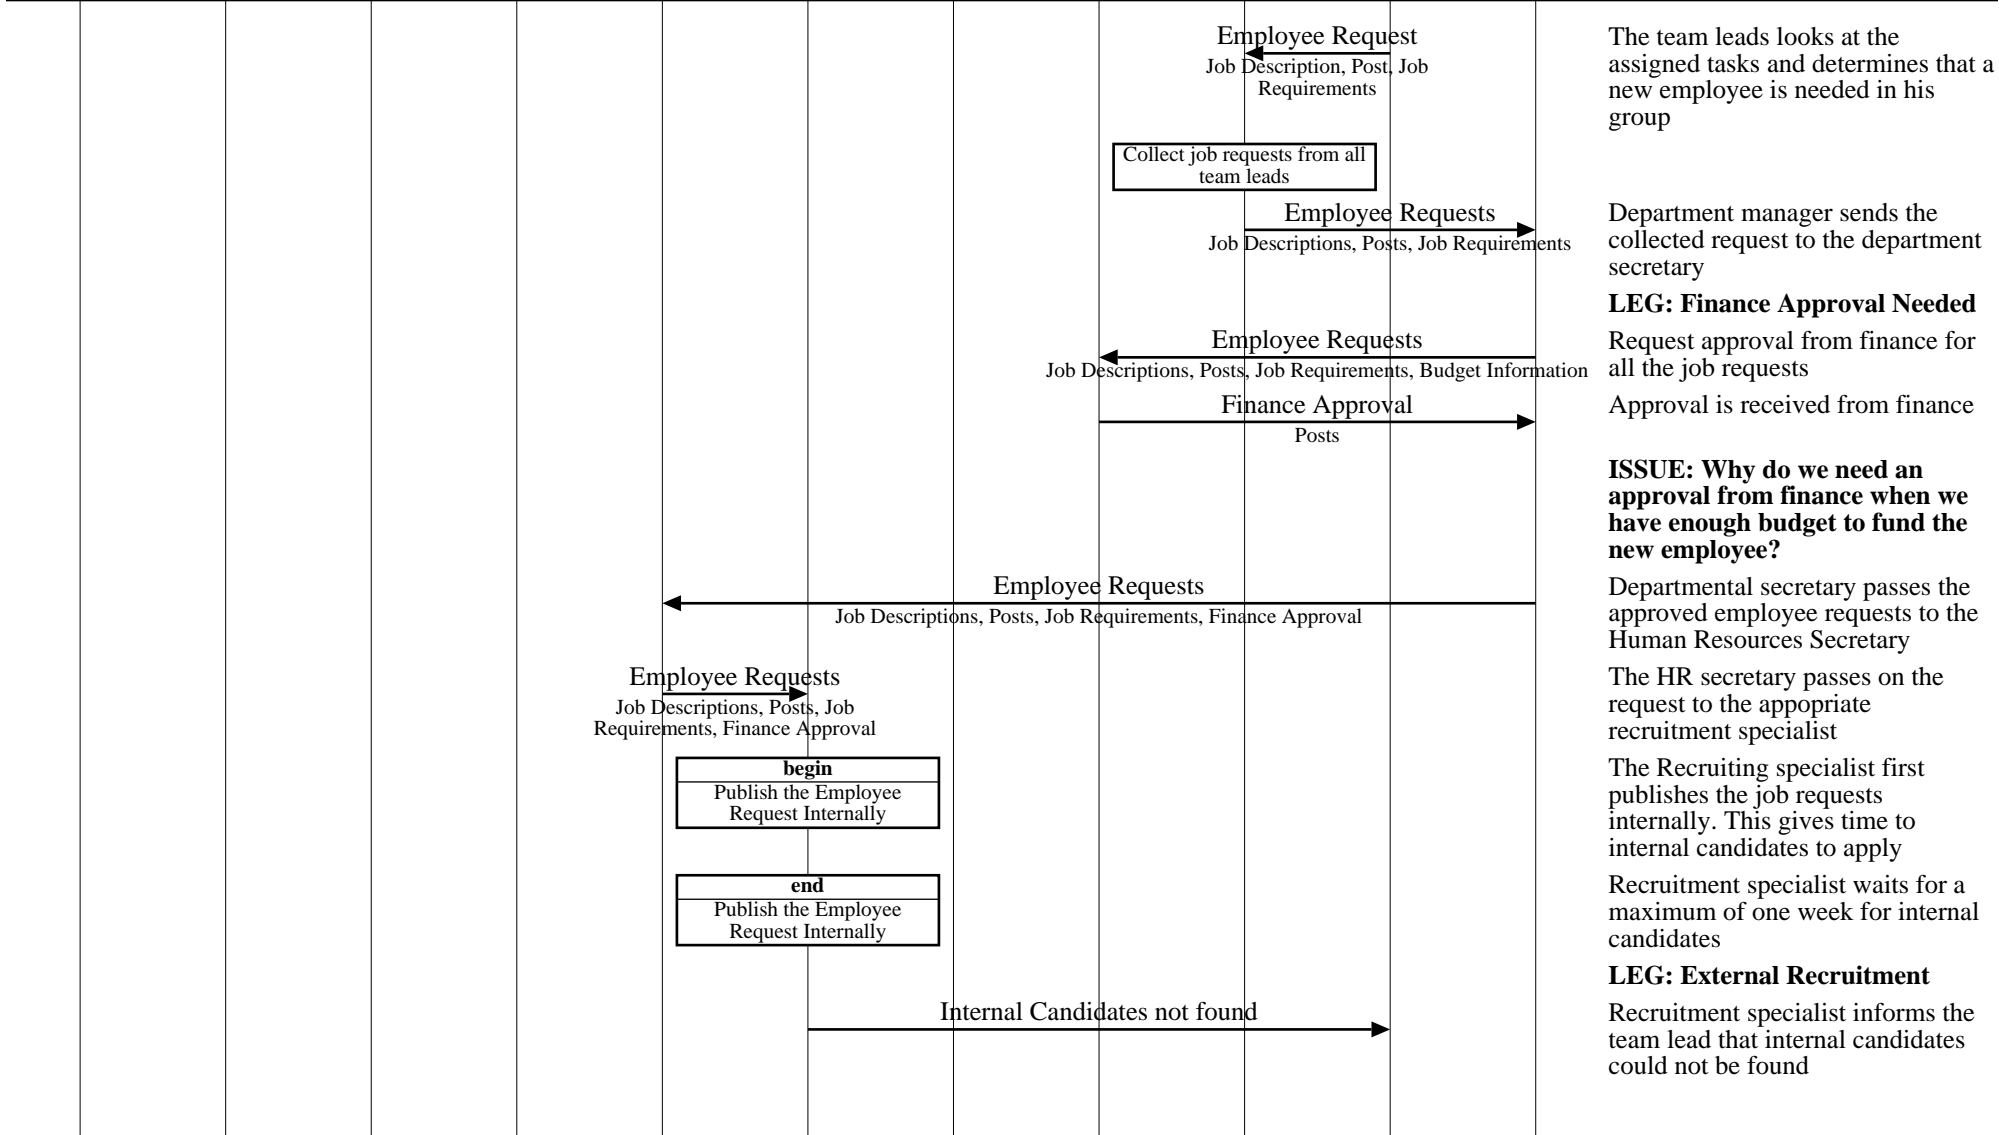 Employee Request
Job Description, Post, Job
Requirements
The team leads looks at the
assigned tasks and determines that a
new employee is needed in his
group
Collect job requests from all
team leads
Employee Requests
Job Descriptions, Posts, Job Requirements
Department manager sends the
collected request to the department
secretary
LEG: Finance Approval Needed
Employee Requests
Job Descriptions, Posts, Job Requirements, Budget Information
Request approval from finance for
all the job requests
Finance Approval
Posts
Approval is received from finance
ISSUE: Why do we need an
approval from finance when we
have enough budget to fund the
new employee?
Employee Requests
Job Descriptions, Posts, Job Requirements, Finance Approval
Departmental secretary passes the
approved employee requests to the
Human Resources Secretary
Employee Requests
Job Descriptions, Posts, Job
Requirements, Finance Approval
The HR secretary passes on the
request to the appopriate
recruitment specialist
begin
Publish the Employee
Request Internally
The Recruiting specialist first
publishes the job requests
internally. This gives time to
internal candidates to apply
end
Publish the Employee
Request Internally
Recruitment specialist waits for a
maximum of one week for internal
candidates
LEG: External Recruitment
Internal Candidates not found
Recruitment specialist informs the
team lead that internal candidates
could not be found